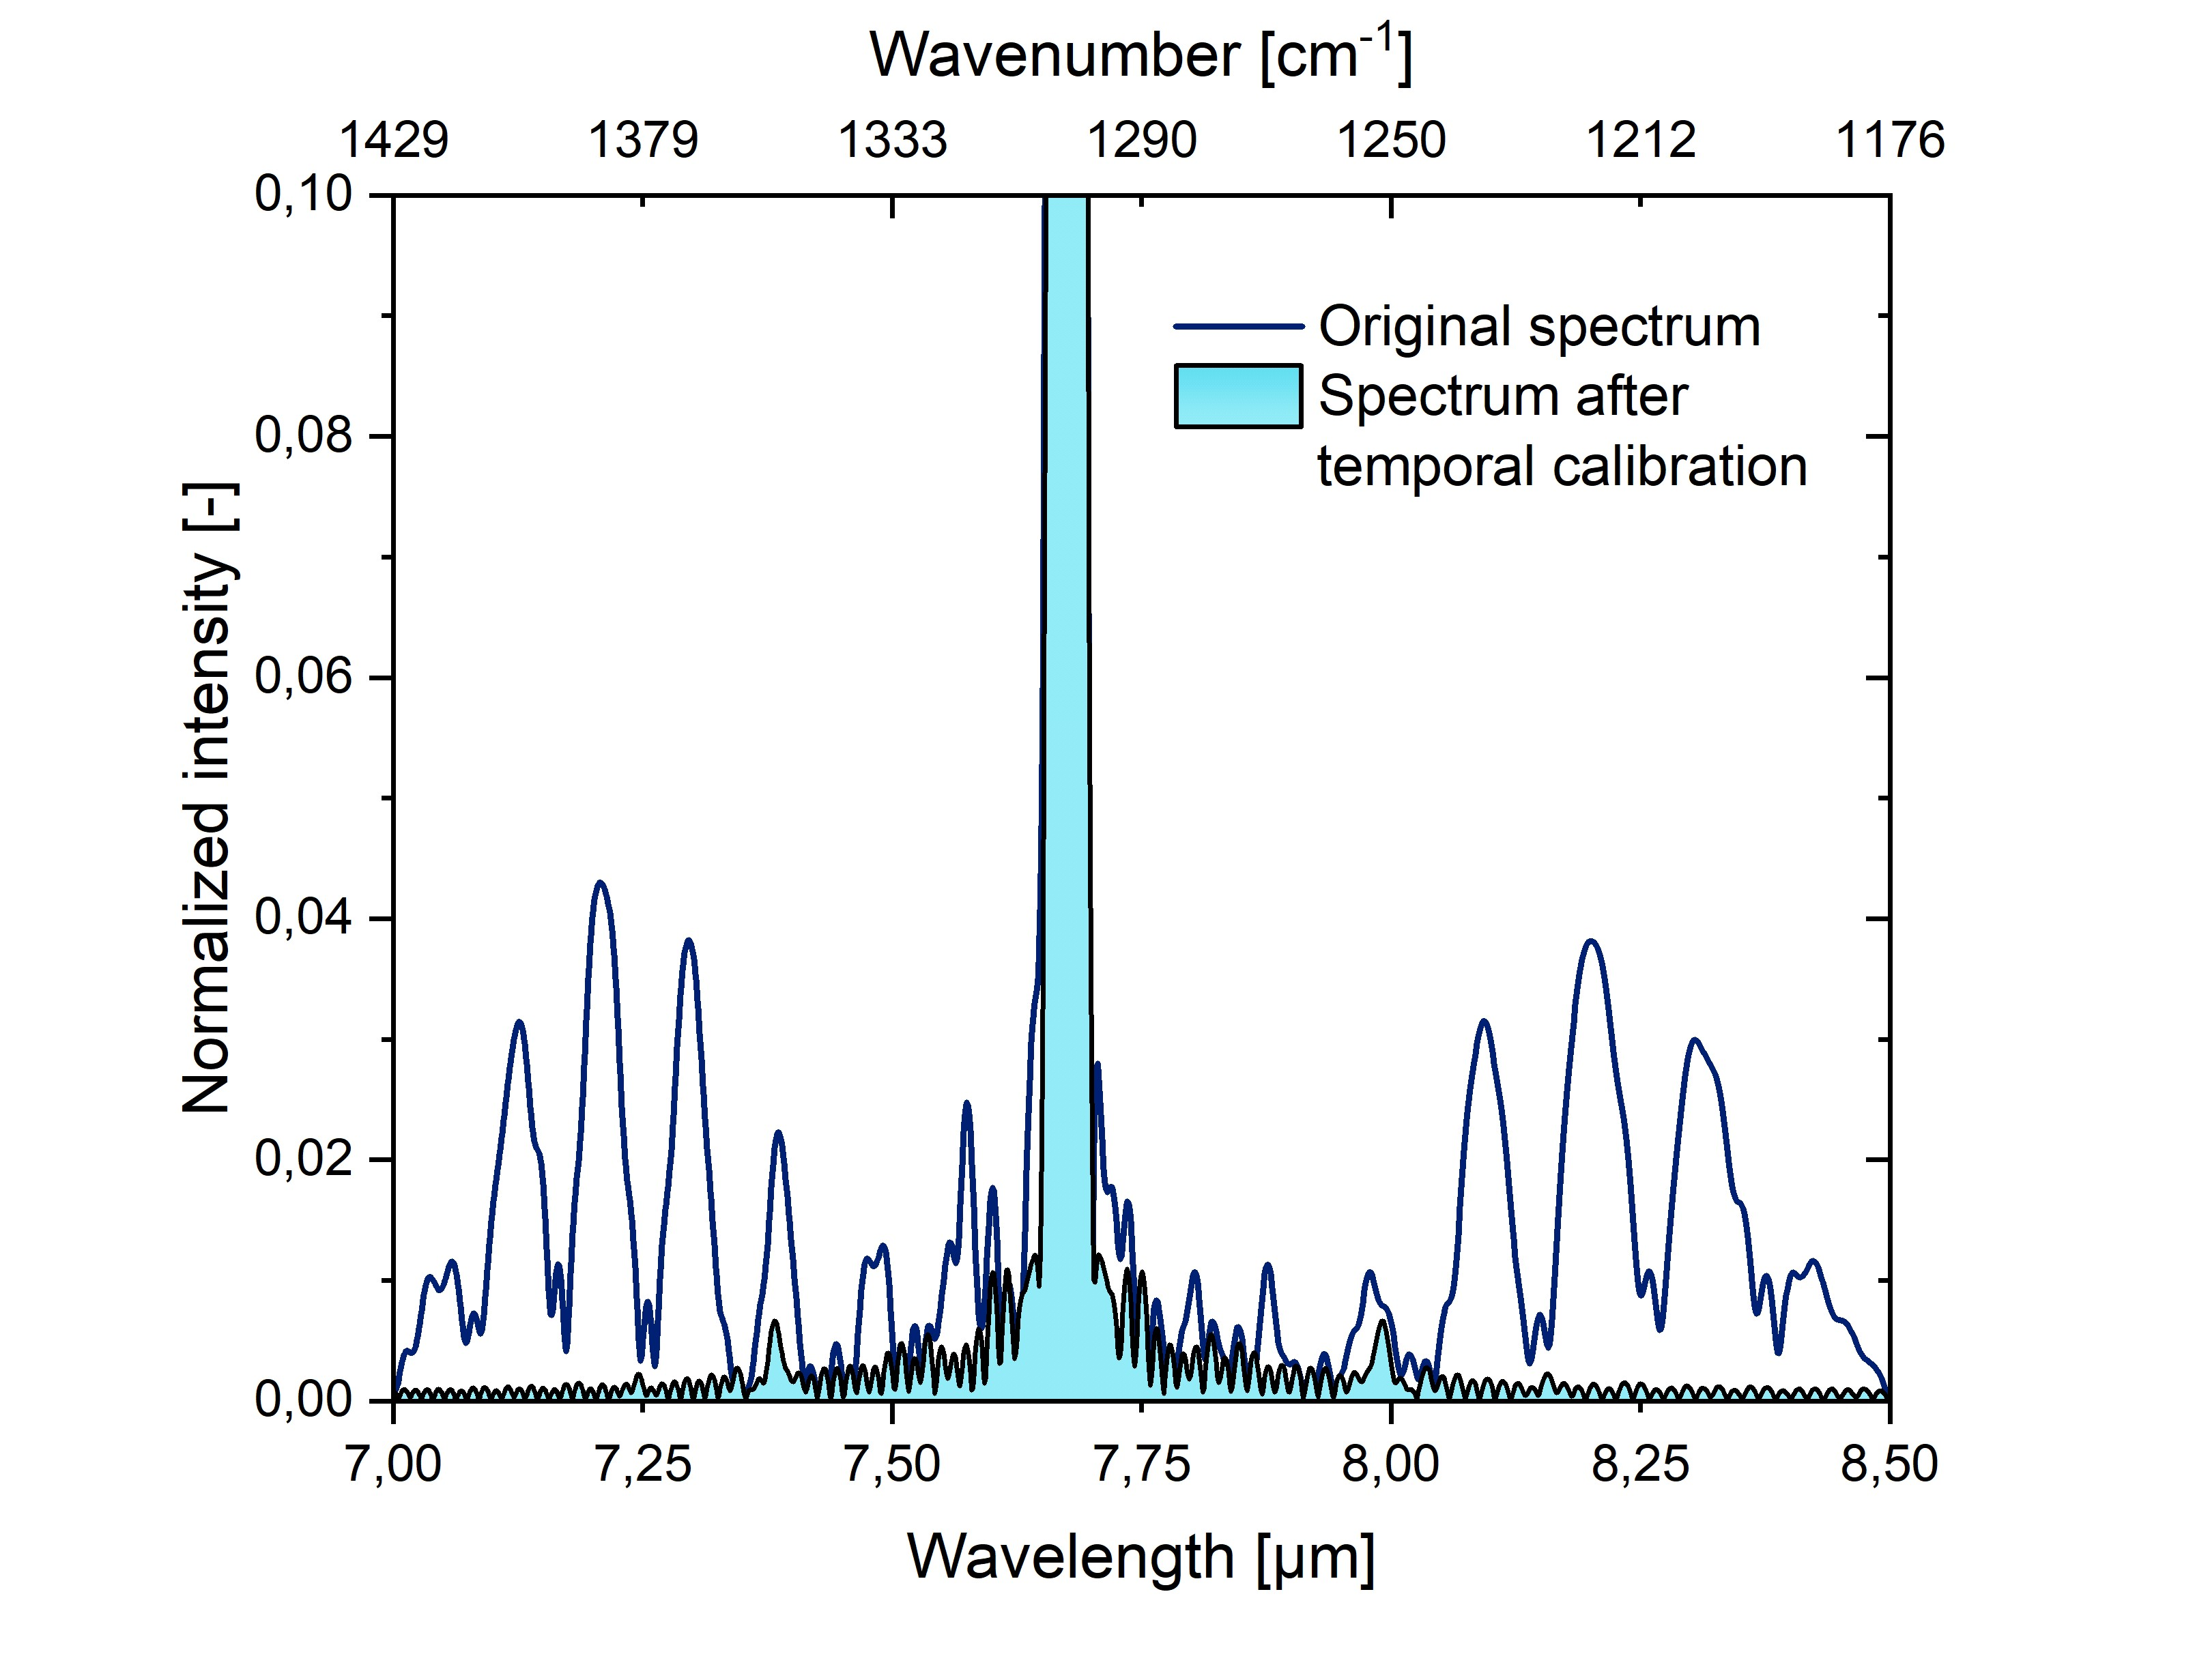 Wavenumber [cm-1]
1429 1379 1333 1290 1250 1212 1176
0,10
Original spectrum
Spectrum after
temporal calibration
0,08
0,06
0,04
0,02
0,00
Normalized intensity [-]
7,00 7,25 7,50 7,75 8,00 8,25 8,50
Wavelength [µm]